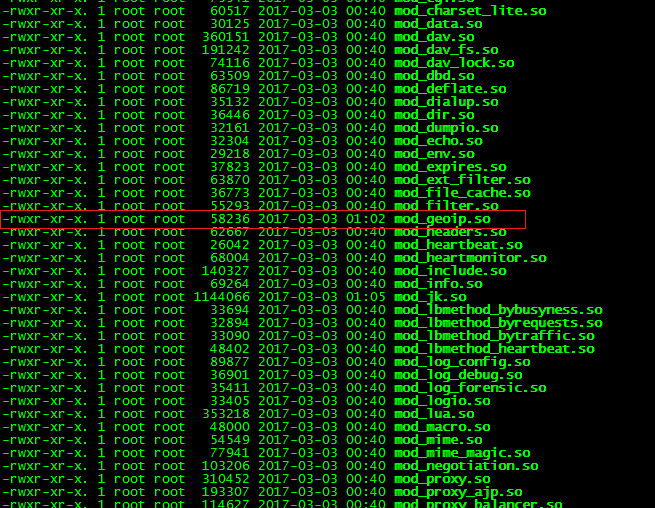 -rwxr-xr-x. 1 root root 60517 2017-03-03 00:40 mod_charset_lite.so
-rwxr-xr-x. 1 root root 30125 2017-03-03 00:40 mod_data.so
-rwxr-xr-x. 1 root root 360151 2017-03-03 00:40 mod_dav.so
-rwxr-xr-x. 1 root root 191242 2017-03-03 00:40 mod_dav_fs.so
-rwxr-xr-x. 1 root root 74116 2017-03-03 00:40 mod_dav_lock.so
-rwxr-xr-x. 1 root root 63509 2017-03-03 00:40 mod_dbd.so
-rwxr-xr-x. 1 root root 86719 2017-03-03 00:40 mod_deflate.so
-rwxr-xr-x. 1 root root 35132 2017-03-03 00:40 mod_dialup.so
-rwxr-xr-x. 1 root root 36446 2017-03-03 00:40 mod_dir.so
-rwxr-xr-x. 1 root root 32161 2017-03-03 00:40 mod_dumpio.so
-rwxr-xr-x. 1 root root 32304 2017-03-03 00:40 mod_echo.so
-rwxr-xr-x. 1 root root 29218 2017-03-03 00:40 mod_env.so
-rwxr-xr-x. 1 root root 37823 2017-03-03 00:40 mod_expires.so
-rwxr-xr-x. 1 root root 63870 2017-03-03 00:40 mod_ext_filter.so
-rwxr-xr-x. 1 root root 36773 2017-03-03 00:40 mod_file_cache.so
-rwxr-xr-x. 1 root root 55293 2017-03-03 00:40 mod_filter.so
-rwxr-xr-x. 1 root root 58236 2017-03-03 01:02 mod_geoip.so
-rwxr-xr-x. 1 root root 62667 2017-03-03 00:40 mod_headers.so
-rwxr-xr-x. 1 root root 26042 2017-03-03 00:40 mod_heartbeat.so
-rwxr-xr-x. 1 root root 68004 2017-03-03 00:40 mod_heartmonitor.so
-rwxr-xr-x. 1 root root 140327 2017-03-03 00:40 mod_include.so
-rwxr-xr-x. 1 root root 69264 2017-03-03 00:40 mod_info.so
-rwxr-xr-x. 1 root root 1144066 2017-03-03 01:05 mod_jk.so
-rwxr-xr-x. 1 root root 33694 2017-03-03 00:40 mod_lbmethod_bybusyness.so
-rwxr-xr-x. 1 root root 32894 2017-03-03 00:40 mod_lbmethod_byrequests.so
-rwxr-xr-x. 1 root root 33090 2017-03-03 00:40 mod_lbmethod_bytraffic.so
-rwxr-xr-x. 1 root root 48402 2017-03-03 00:40 mod_lbmethod_heartbeat.so
-rwxr-xr-x. 1 root root 89877 2017-03-03 00:40 mod_log_config.so
-rwxr-xr-x. 1 root root 36901 2017-03-03 00:40 mod_log_debug.so
-rwxr-xr-x. 1 root root 35411 2017-03-03 00:40 mod_log_forensic.so
-rwxr-xr-x. 1 root root 33405 2017-03-03 00:40 mod_logio.so
-rwxr-xr-x. 1 root root 353218 2017-03-03 00:40 mod_lua.so
-rwxr-xr-x. 1 root root 48000 2017-03-03 00:40 mod_macro.so
-rwxr-xr-x. 1 root root 54549 2017-03-03 00:40 mod_mime.so
-rwxr-xr-x. 1 root root 77941 2017-03-03 00:40 mod_mime_magic.so
-rwxr-xr-x. 1 root root 103206 2017-03-03 00:40 mod_negotiation.so
-rwxr-xr-x. 1 root root 310452 2017-03-03 00:40 mod_proxy.so
-rwxr-xr-x. 1 root root 193307 2017-03-03 00:40 mod_proxy_ajp.so
-rwxr-xr-x. 1 root root 114627 2017-03-03 00:40 mod_proxy_balancer.so